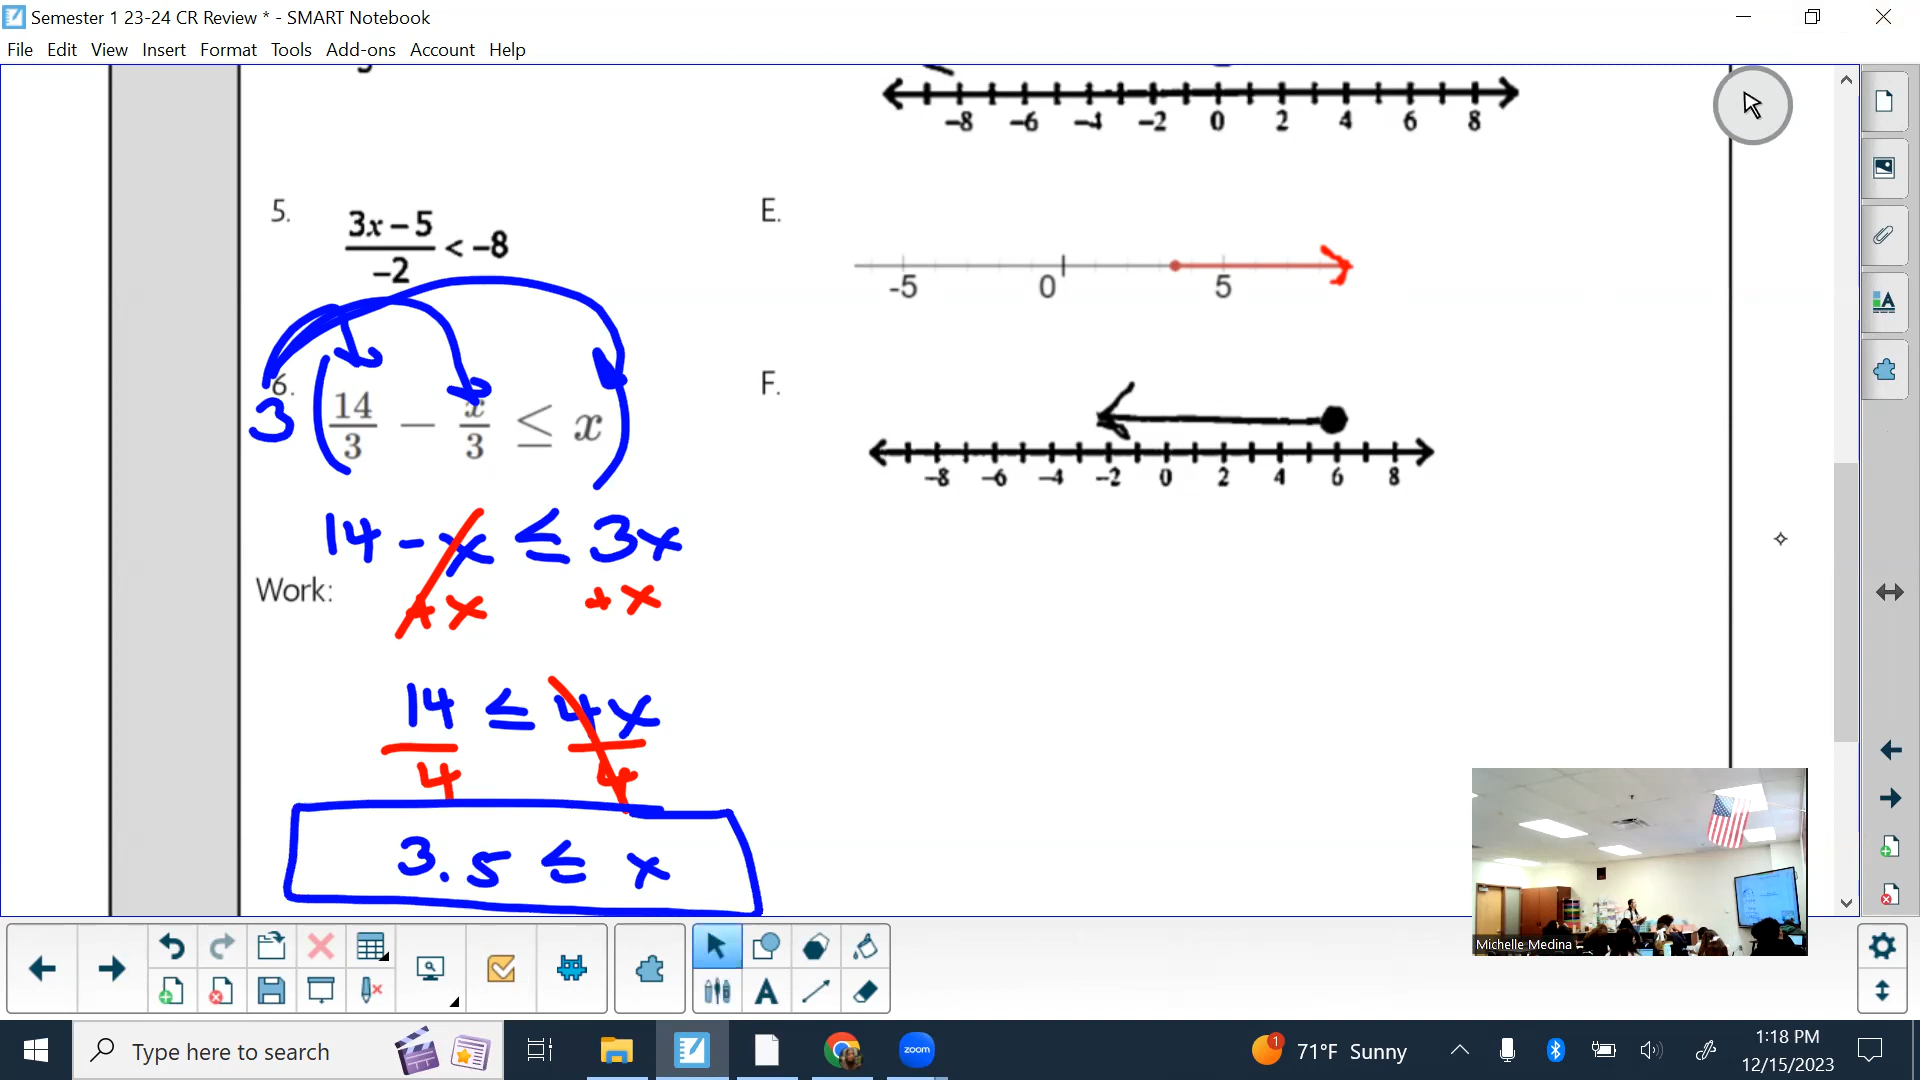 Semester 1 23-24 CR Review * - SMART Notebook
File Edit View Insert Format Tools Add-ons Account Help
-8 -6 -4 -2 0 2 4 6 8
5.
3x – 5
–2
< –8
E.
-5 0 5
6.
3 ( 14/3 − x/3 ≤ x )
F.
-8 -6 -4 -2 0 2 4 6 8
14 - x ≤ 3x
Work:
+x +x
14 ≤ 4x
4 4
3.5 ≤ x
Michelle Medina
Type here to search
zoom
1
71°F Sunny
1:18 PM
12/15/2023